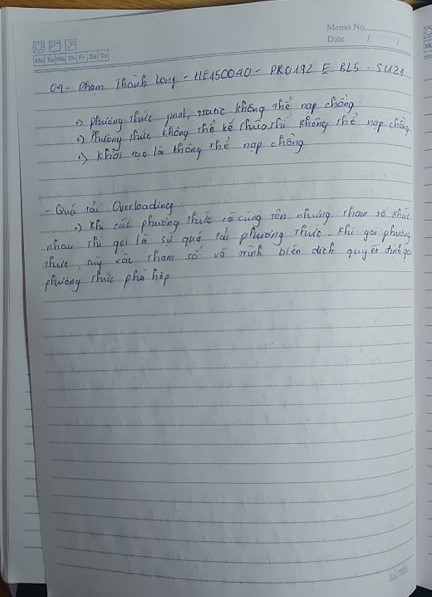 Memo No.
Date / /
Mo Tu We Th Fr Sa Su
09 - Phạm Thành Long - HE150040 - PRO192 E BL5 - SU21
·) phương thức final, static không thể nạp chồng
·) Phương thức không thể kế thừa, thì không thể nạp chồng
·) Khởi tạo là không thể nạp chồng
- Quá tải Overloading
·) Khi các phương thức có cùng tên nhưng tham số khác
nhau thì gọi là sự quá tải phương thức. Khi gọi phương
thức, tùy vào tham số và trình biên dịch quyết định gọi
phương thức phù hợp